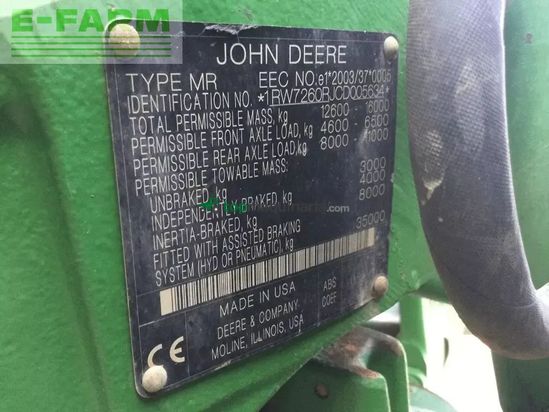 E-FARM
JOHN DEERE
TYPE MR EEC NO. e1*2003/37*0006
IDENTIFICATION NO. *1RW7260RJCD005634*
TOTAL PERMISSIBLE MASS, kg 12600 - 16000
PERMISSIBLE FRONT AXLE LOAD, kg 4600 - 6500
PERMISSIBLE REAR AXLE LOAD, kg 8000 - 11000
PERMISSIBLE TOWABLE MASS:
UNBRAKED, kg 3000
INDEPENDENTLY-BRAKED, kg 4000
INERTIA-BRAKED, kg 8000
FITTED WITH ASSISTED BRAKING
SYSTEM (HYD OR PNEUMATIC), kg 35000
MADE IN USA
ABS
COEF
DEERE & COMPANY
MOLINE, ILLINOIS, USA
CE